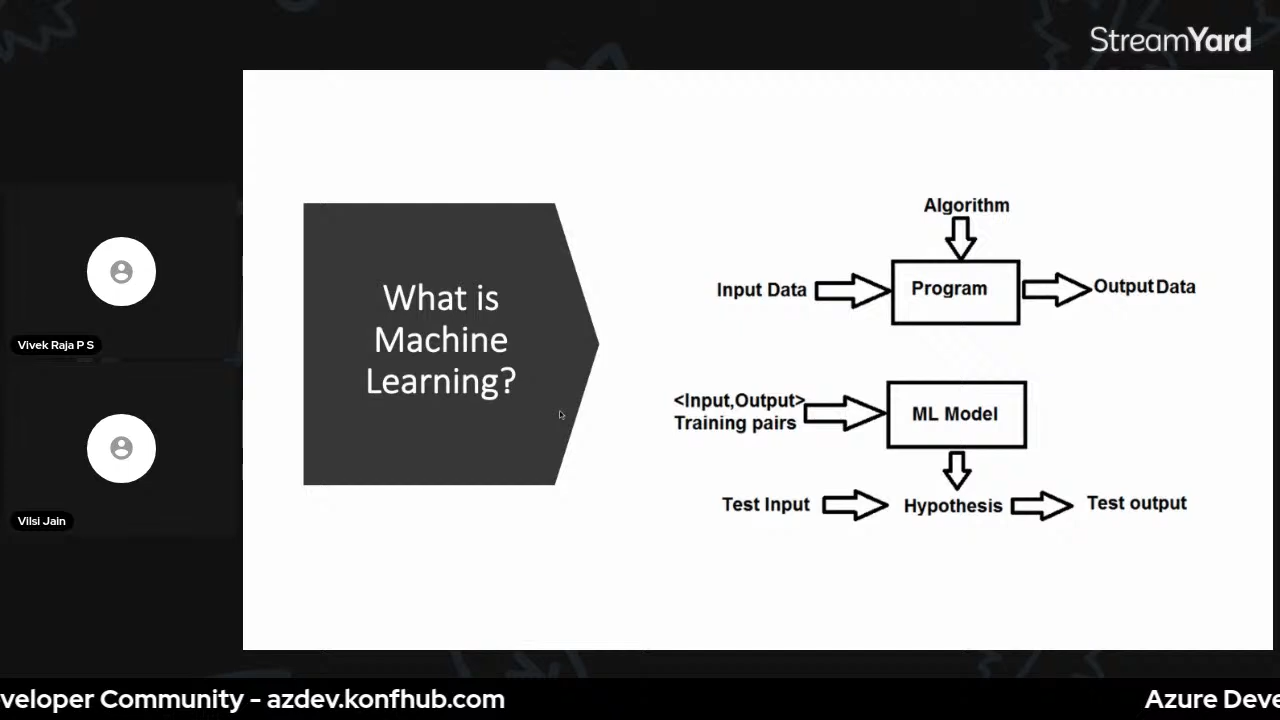 StreamYard
What is
Machine
Learning?
Algorithm
Input Data
Program
Output Data
<Input,Output>
Training pairs
ML Model
Test Input
Hypothesis
Test output
Vivek Raja P S
Vilsi Jain
veloper Community - azdev.konfhub.com
Azure Deve